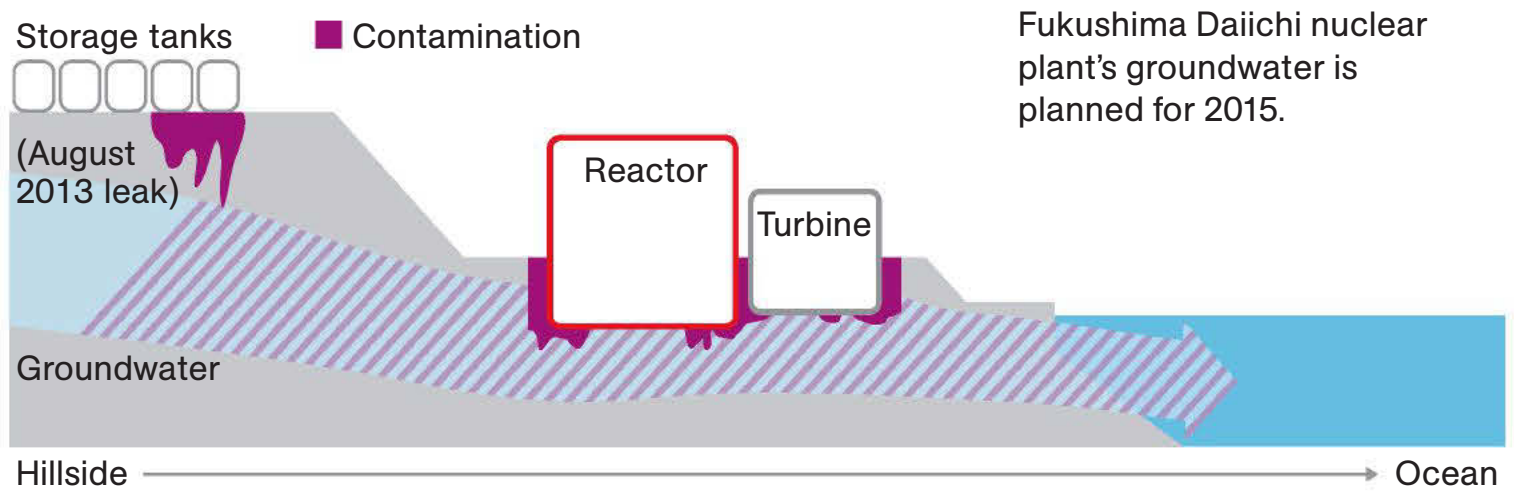 Storage tanks
Contamination
Fukushima Daiichi nuclear
plant's groundwater is
planned for 2015.
(August
2013 leak)
Reactor
Turbine
Groundwater
Hillside
Ocean